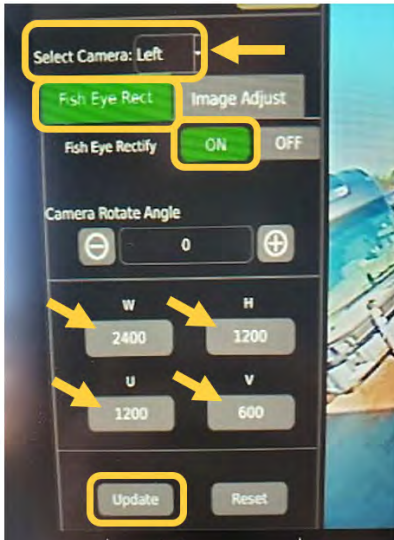 Select Camera: Left
Fish Eye Rect Image Adjust
Fish Eye Rectify ON OFF
Camera Rotate Angle
0
W H
2400 1200
U V
1200 600
Update Reset